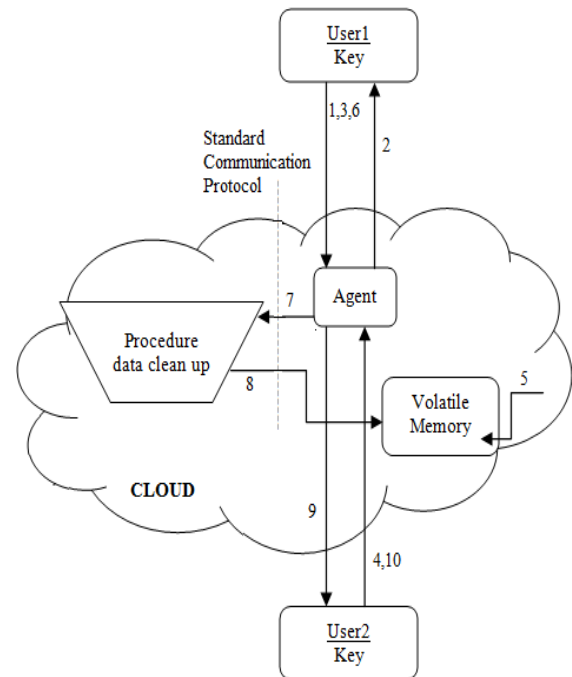 User1
Key
1,3,6
2
Standard
Communication
Protocol
Agent
7
Procedure
data clean up
8
5
Volatile
Memory
CLOUD
9
4,10
User2
Key